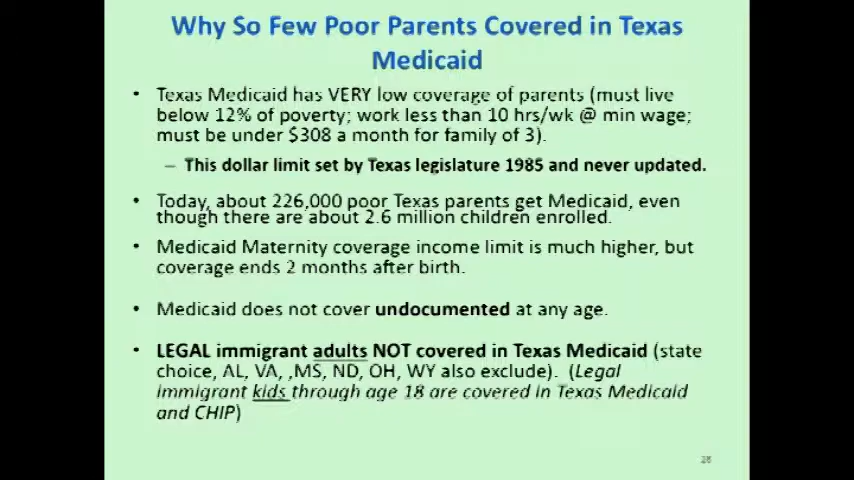 Why So Few Poor Parents Covered in Texas
Medicaid
• Texas Medicaid has VERY low coverage of parents (must live
below 12% of poverty; work less than 10 hrs/wk @ min wage;
must be under $308 a month for family of 3).
– This dollar limit set by Texas legislature 1985 and never updated.
• Today, about 226,000 poor Texas parents get Medicaid, even
though there are about 2.6 million children enrolled.
• Medicaid Maternity coverage income limit is much higher, but
coverage ends 2 months after birth.
• Medicaid does not cover undocumented at any age.
• LEGAL immigrant adults NOT covered in Texas Medicaid (state
choice, AL, VA, ,MS, ND, OH, WY also exclude). (Legal
immigrant kids through age 18 are covered in Texas Medicaid
and CHIP)
28